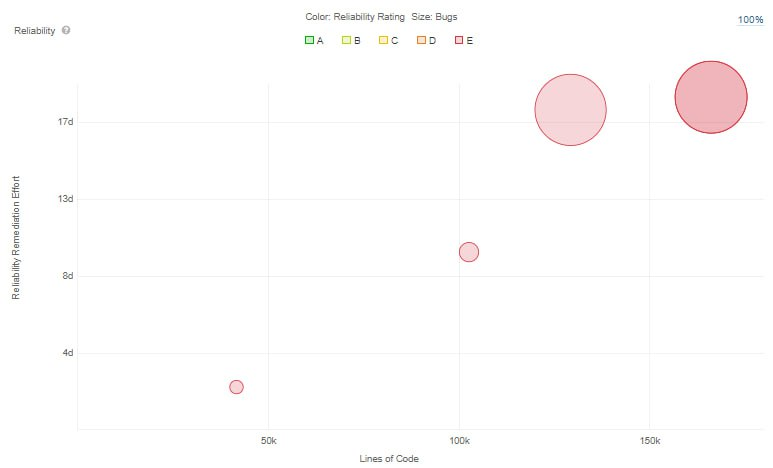 Color: Reliability Rating Size: Bugs
100%
Reliability ?
A B C D E
17d
13d
8d
4d
Reliability Remediation Effort
50k 100k 150k
Lines of Code